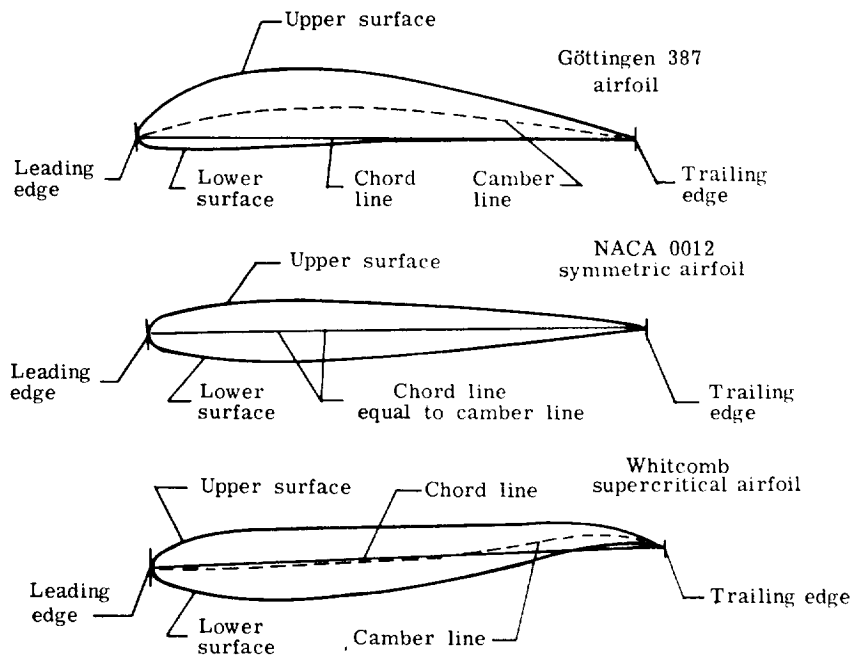 Upper surface
Göttingen 387
airfoil
Leading
edge
Lower
surface
Chord
line
Camber
line
Trailing
edge
NACA 0012
symmetric airfoil
Upper surface
Leading
edge
Lower
surface
Chord line
equal to camber line
Trailing
edge
Whitcomb
supercritical airfoil
Upper surface
Chord line
Leading
edge
Lower
surface
Camber line
Trailing edge